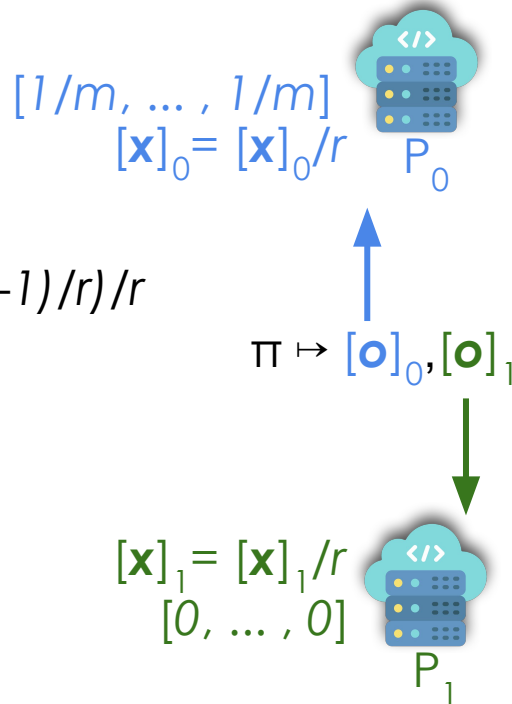 </>
[1/m, ... , 1/m]
[x]₀= [x]₀/r
P₀
-1)/r)/r
π ↦ [o]₀,[o]₁
</>
[x]₁= [x]₁/r
[0, ... , 0]
P₁